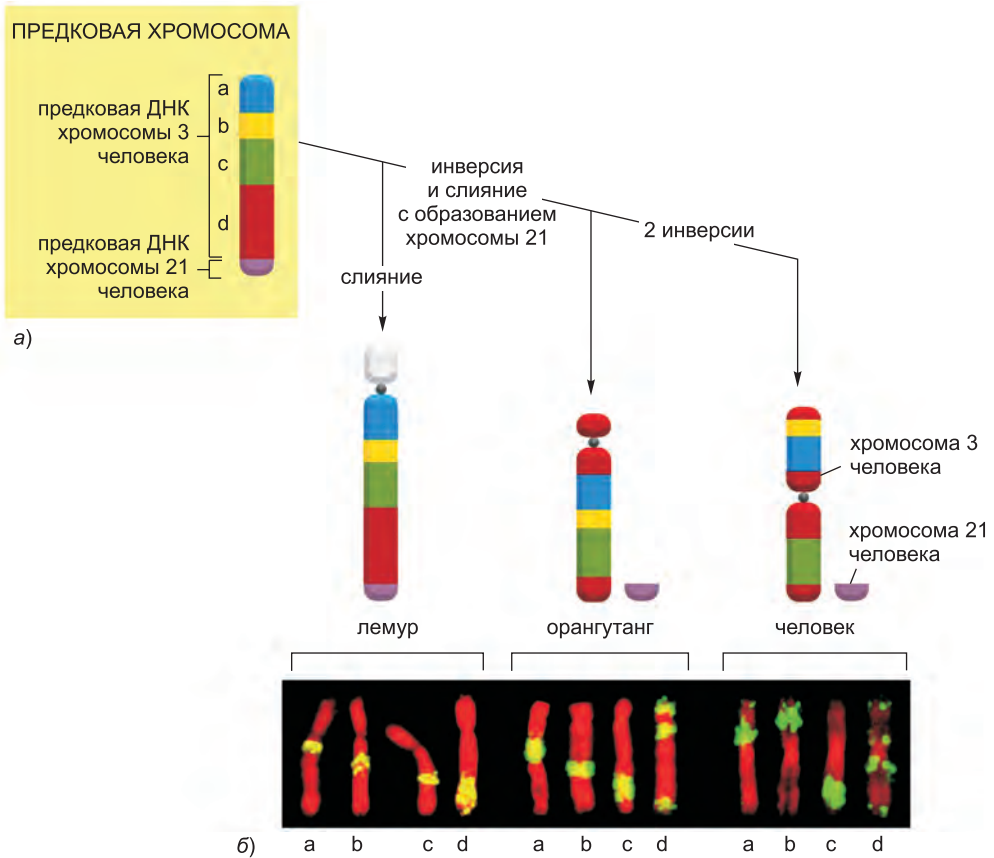 ПРЕДКОВАЯ ХРОМОСОМА
предковая ДНК
хромосомы 3
человека
a
b
c
d
предковая ДНК
хромосомы 21
человека
а)
инверсия
и слияние
с образованием
хромосомы 21
2 инверсии
слияние
хромосома 3
человека
хромосома 21
человека
лемур
орангутанг
человек
б)
a b c d a b c d a b c d